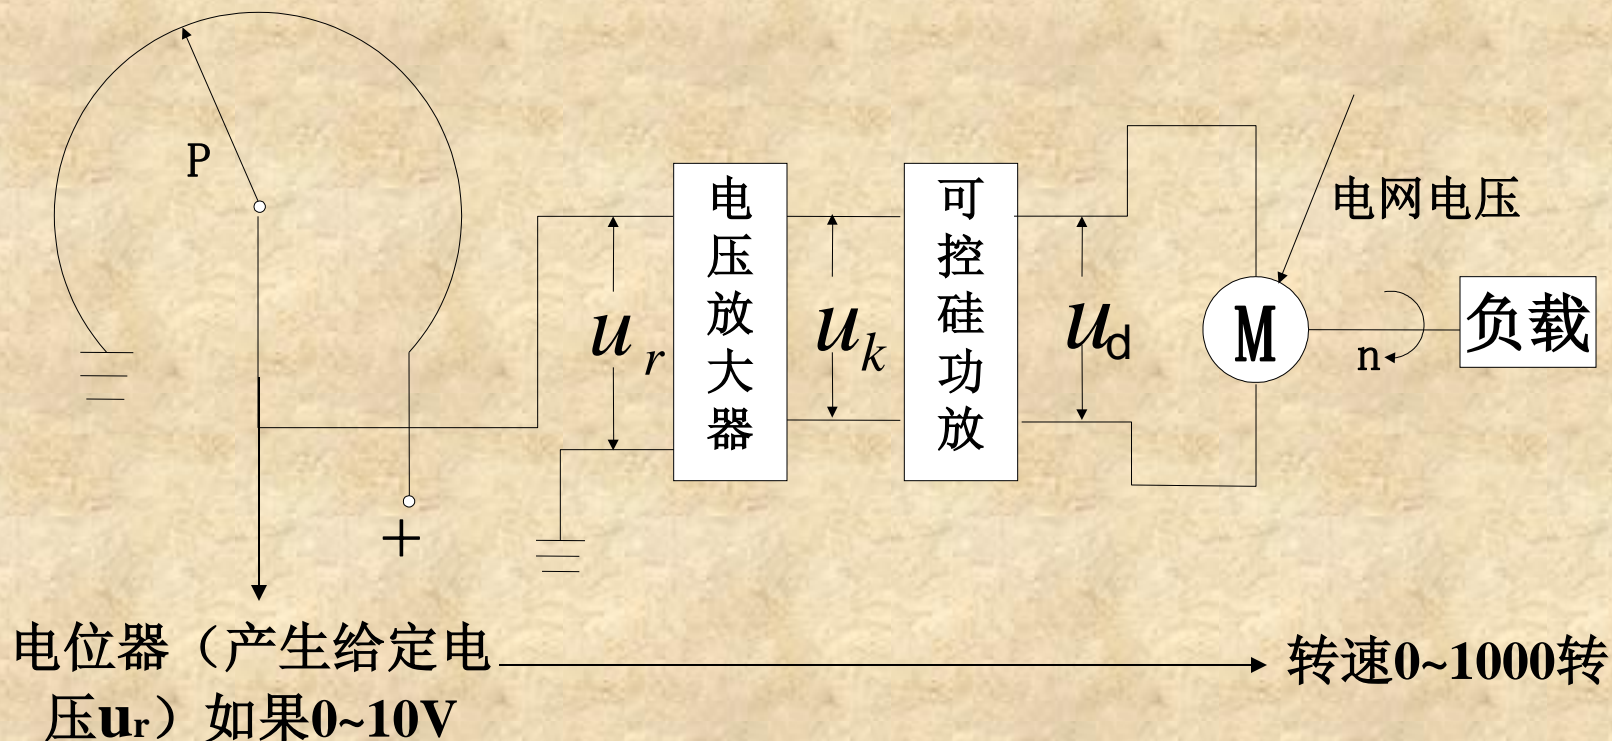 P
电压放大器
可控硅功放
电网电压
u r
u k
u d
M
n
负载
+
电位器（产生给定电
压ur）如果0~10V
转速0~1000转